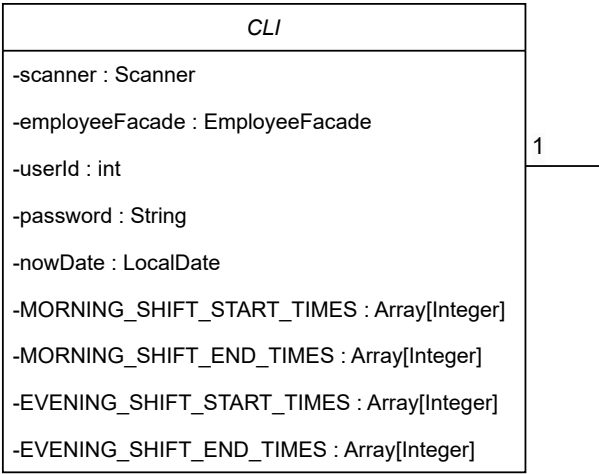 CLI
-scanner : Scanner
-employeeFacade : EmployeeFacade
-userId : int
-password : String
-nowDate : LocalDate
-MORNING_SHIFT_START_TIMES : Array[Integer]
-MORNING_SHIFT_END_TIMES : Array[Integer]
-EVENING_SHIFT_START_TIMES : Array[Integer]
-EVENING_SHIFT_END_TIMES : Array[Integer]
1